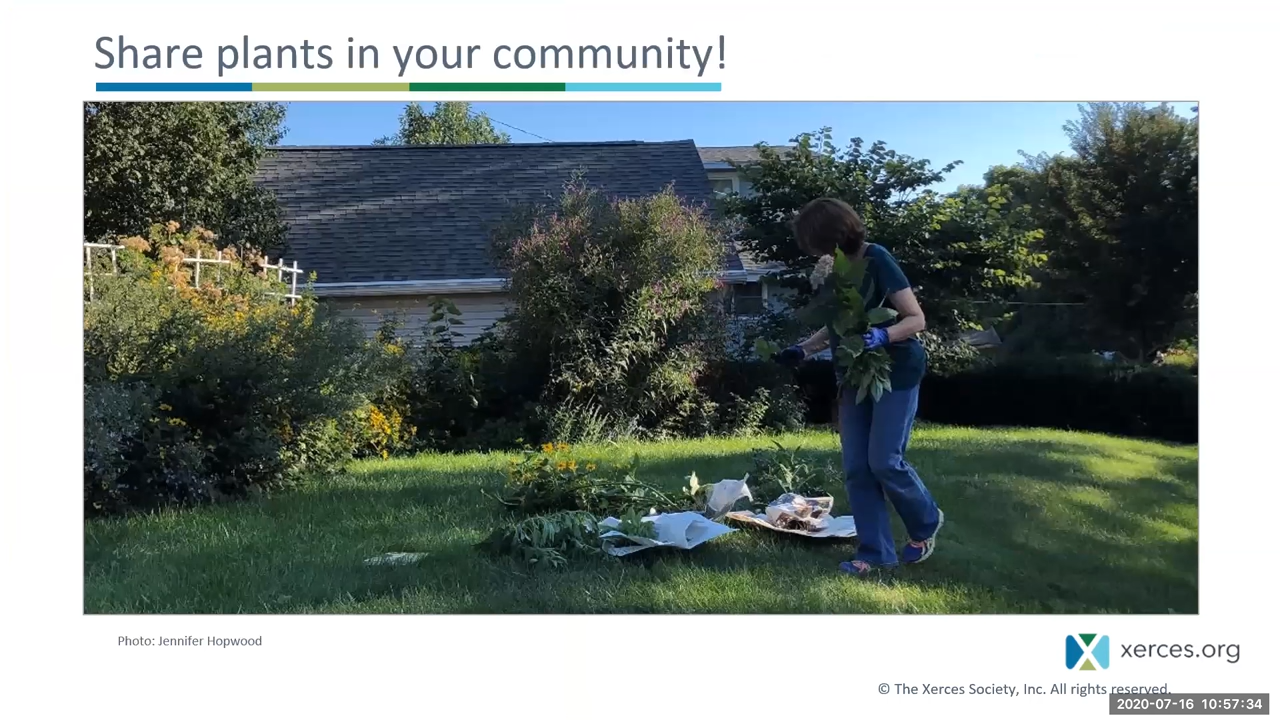 Share plants in your community!
Photo: Jennifer Hopwood
xerces.org
© The Xerces Society, Inc. All rights reserved.
2020-07-16 10:57:34